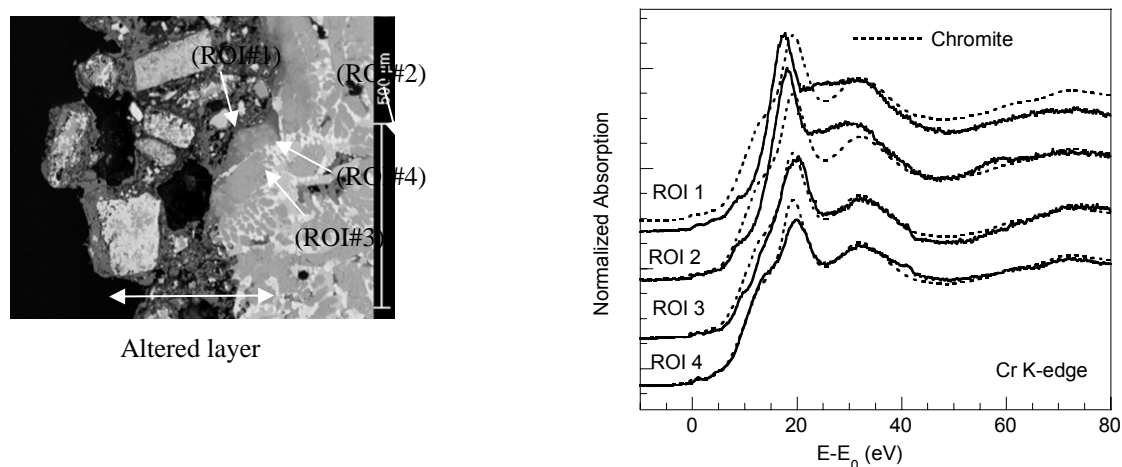 (ROI#1)
(ROI#2)
500 µm
(ROI#4)
(ROI#3)
Altered layer
Chromite
ROI 1
ROI 2
ROI 3
ROI 4
Cr K-edge
Normalized Absorption
0
20
40
60
80
E-E0 (eV)